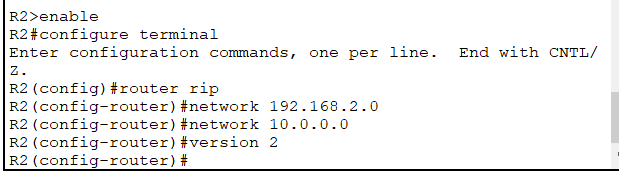 R2>enable
R2#configure terminal
Enter configuration commands, one per line.  End with CNTL/
Z.
R2(config)#router rip
R2(config-router)#network 192.168.2.0
R2(config-router)#network 10.0.0.0
R2(config-router)#version 2
R2(config-router)#